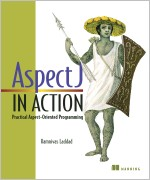 AspectJ
IN ACTION
Practical Aspect-Oriented Programming
Ramnivas Laddad
MANNING